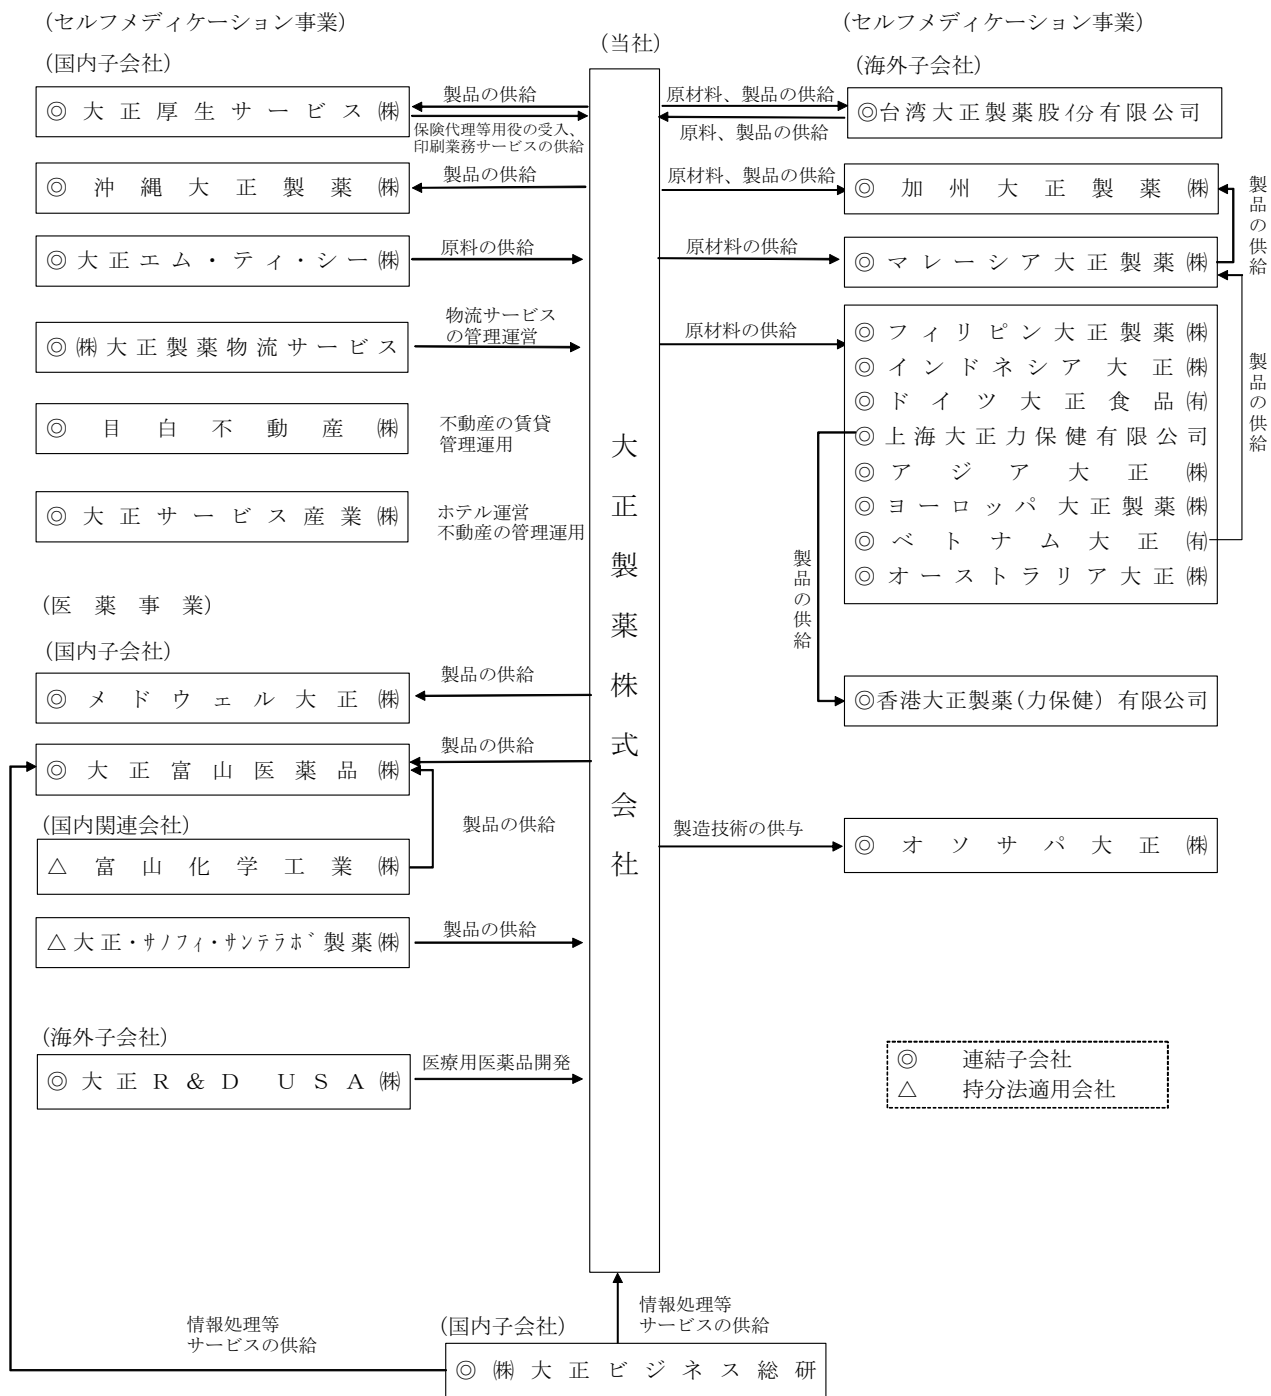 (セルフメディケーション事業)
(国内子会社)
◎ 大正厚生サービス ㈱
製品の供給
保険代理等用役の受入、
印刷業務サービスの供給
◎ 沖縄大正製薬 ㈱
製品の供給
◎ 大正エム・ティ・シー ㈱
原料の供給
◎ ㈱大正製薬物流サービス
物流サービス
の管理運営
◎ 目白不動産 ㈱
不動産の賃貸
管理運用
◎ 大正サービス産業 ㈱
ホテル運営
不動産の管理運用
(医薬事業)
(国内子会社)
◎ メドウェル大正 ㈱
製品の供給
◎ 大正富山医薬品 ㈱
製品の供給
(国内関連会社)
製品の供給
△ 富山化学工業 ㈱
△ 大正・サノフィ・サンテラボ製薬㈱
製品の供給
(海外子会社)
◎ 大正R&D USA ㈱
医療用医薬品開発
(当社)
大正製薬株式会社
(セルフメディケーション事業)
(海外子会社)
原材料、製品の供給
原料、製品の供給
◎台湾大正製薬股份有限公司
原材料、製品の供給
◎ 加州大正製薬 ㈱
製品の供給
原材料の供給
◎ マレーシア大正製薬 ㈱
原材料の供給
◎ フィリピン大正製薬㈱
◎ インドネシア大正㈱
◎ ドイツ大正食品㈲
◎ 上海大正力保健有限公司
◎ アジア大正㈱
◎ ヨーロッパ大正製薬㈱
◎ ベトナム大正㈲
◎ オーストラリア大正㈱
製品の供給
製品の供給
◎香港大正製薬(力保健)有限公司
製造技術の供与
◎ オソサパ大正 ㈱
◎ 連結子会社
△ 持分法適用会社
情報処理等
サービスの供給
(国内子会社)
情報処理等
サービスの供給
◎ ㈱大正ビジネス総研